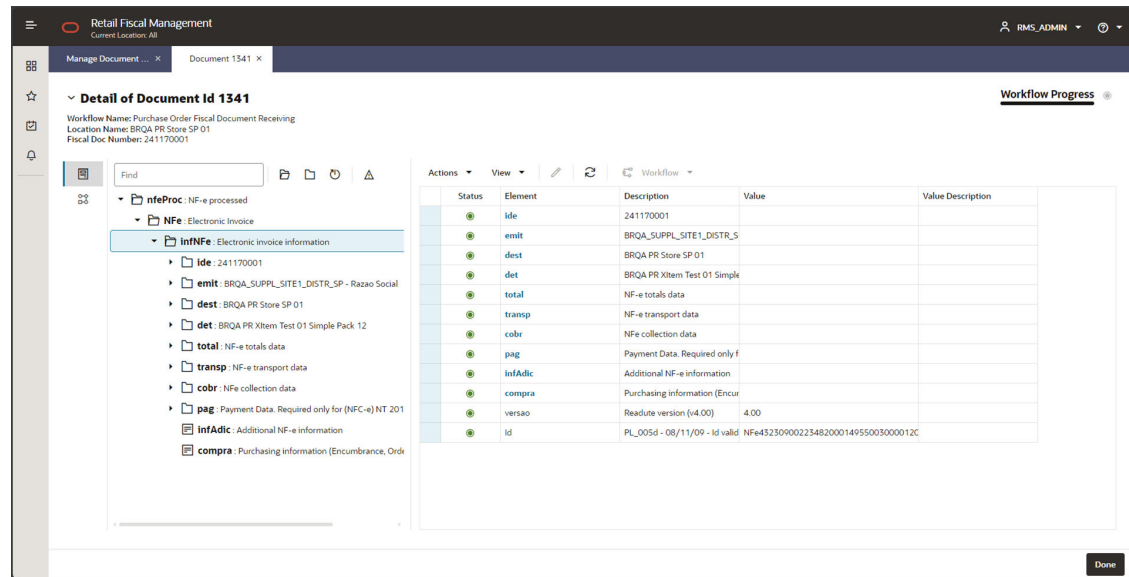 Retail Fiscal Management
Current Location: All
RMS_ADMIN
Manage Document ... ×
Document 1341 ×
Detail of Document Id 1341
Workflow Progress
Workflow Name: Purchase Order Fiscal Document Receiving
Location Name: BRQA PR Store SP 01
Fiscal Doc Number: 241170001
Find
Actions View Workflow
nfeProc : NF-e processed
NFe : Electronic Invoice
infNFe : Electronic invoice information
ide : 241170001
emit : BRQA_SUPPL_SITE1_DISTR_SP - Razao Social
dest : BRQA PR Store SP 01
det : BRQA PR XItem Test 01 Simple Pack 12
total : NF-e totals data
transp : NF-e transport data
cobr : NFe collection data
pag : Payment Data. Required only for (NFC-e) NT 201
infAdic : Additional NF-e information
compra : Purchasing information (Encumbrance, Orde
Status Element Description Value Value Description
ide 241170001
emit BRQA_SUPPL_SITE1_DISTR_S
dest BRQA PR Store SP 01
det BRQA PR XItem Test 01 Simple
total NF-e totals data
transp NF-e transport data
cobr NFe collection data
pag Payment Data. Required only f
infAdic Additional NF-e information
compra Purchasing information (Encur
versao Readute version (v4.00) 4.00
Id PL_005d - 08/11/09 - Id valid NFe43230900223482000149550030000120
Done